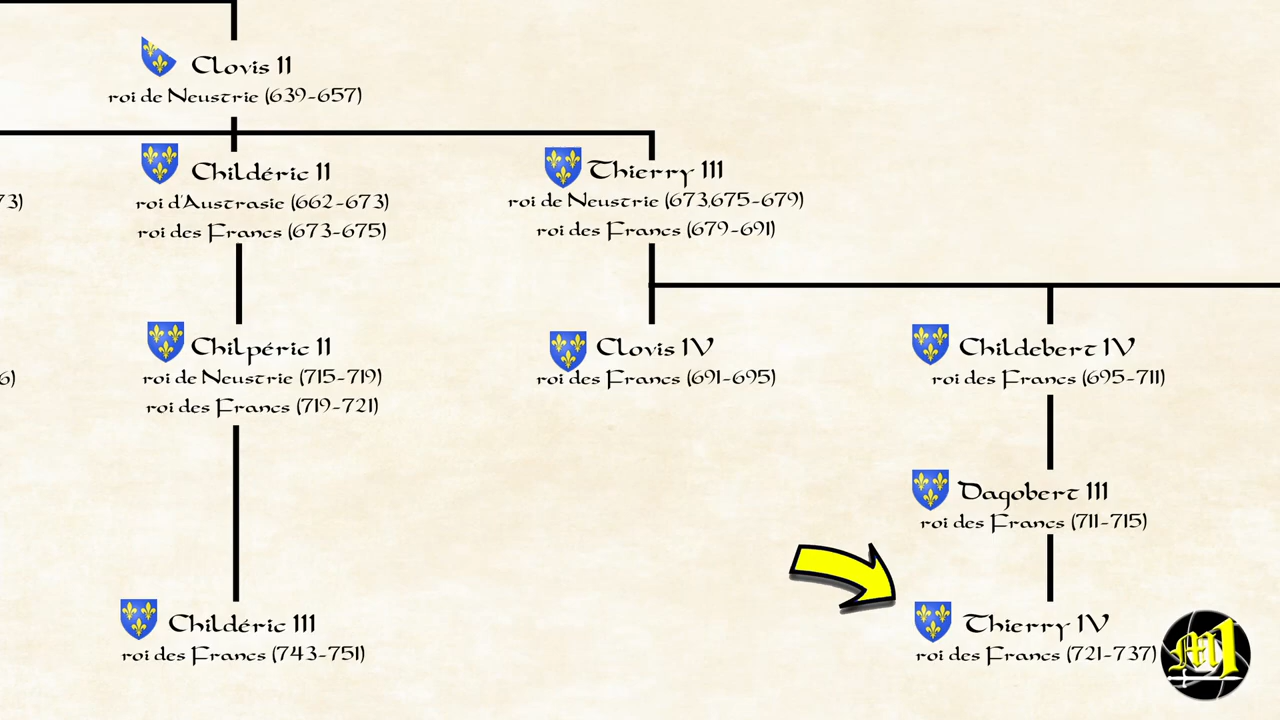 Clovis II
roi de Neustrie (639-657)
73)
Childéric II
roi d'Austrasie (662-673)
roi des Francs (673-675)
Thierry III
roi de Neustrie (673,675-679)
roi des Francs (679-691)
6)
Chilpéric II
roi de Neustrie (715-719)
roi des Francs (719-721)
Clovis IV
roi des Francs (691-695)
Childebert IV
roi des Francs (695-711)
Dagobert III
roi des Francs (711-715)
Childéric III
roi des Francs (743-751)
Thierry IV
roi des Francs (721-737)
M1